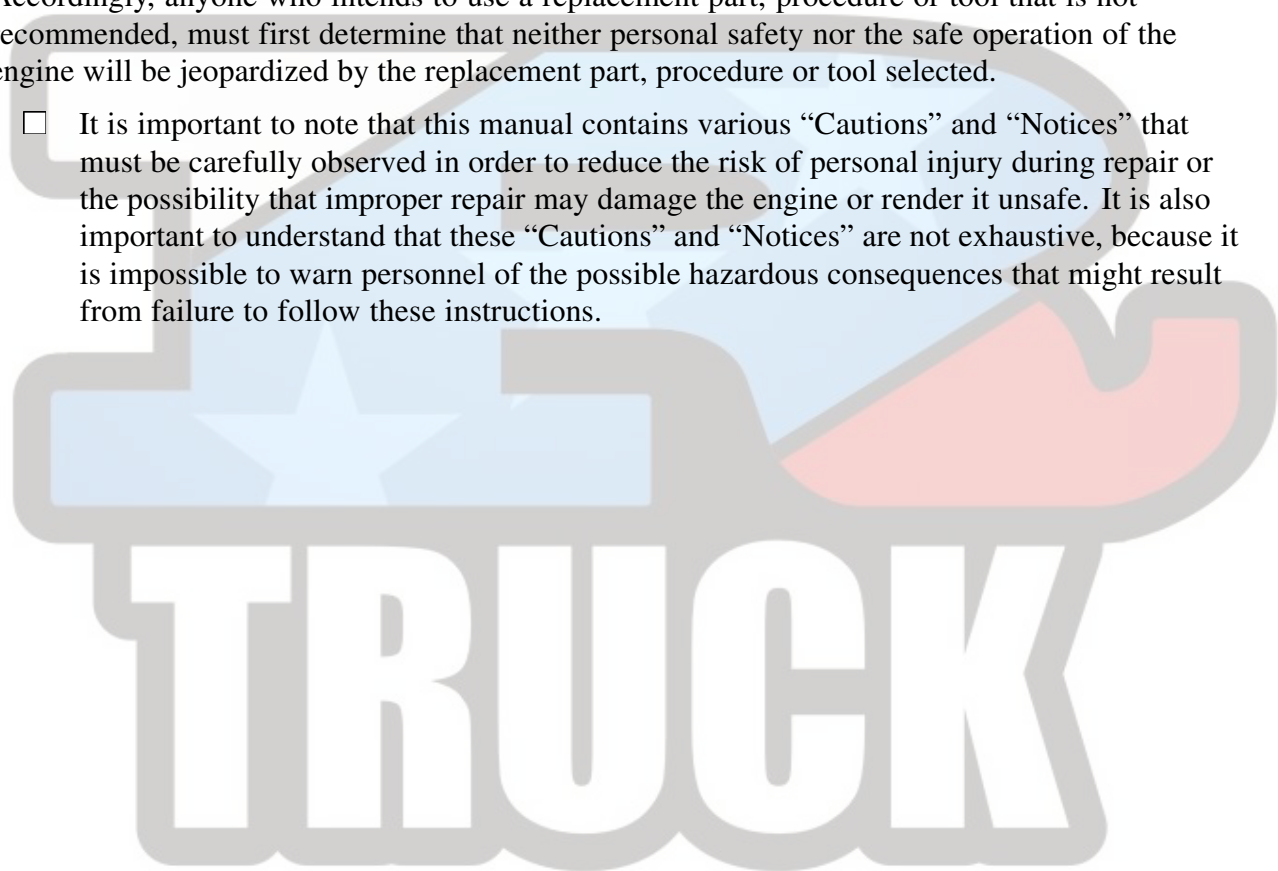 Accordingly, anyone who intends to use a replacement part, procedure or tool that is not
recommended, must first determine that neither personal safety nor the safe operation of the
engine will be jeopardized by the replacement part, procedure or tool selected.
It is important to note that this manual contains various “Cautions” and “Notices” that
must be carefully observed in order to reduce the risk of personal injury during repair or
the possibility that improper repair may damage the engine or render it unsafe. It is also
important to understand that these “Cautions” and “Notices” are not exhaustive, because it
is impossible to warn personnel of the possible hazardous consequences that might result
from failure to follow these instructions.
TRUCK